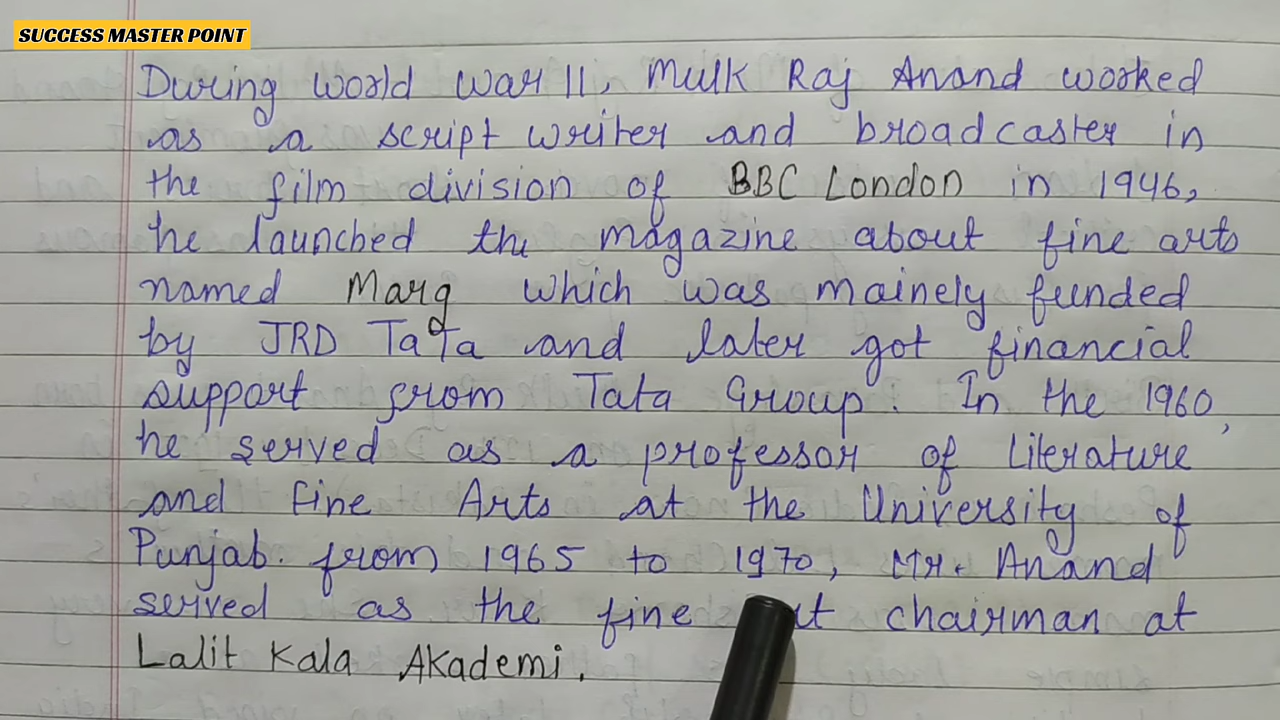 SUCCESS MASTER POINT
During world war II, Mulk Raj Anand worked
as a script writer and broadcaster in
the film division of BBC London in 1946,
he launched the magazine about fine arts
named Marg which was mainely funded
by JRD Tata and later got financial
support from Tata Group. In the 1960,
he served as a professor of Literature
and Fine Arts at the University of
Punjab. from 1965 to 1970, Mr. Anand
served as the fine chairman at
Lalit Kala Akademi.